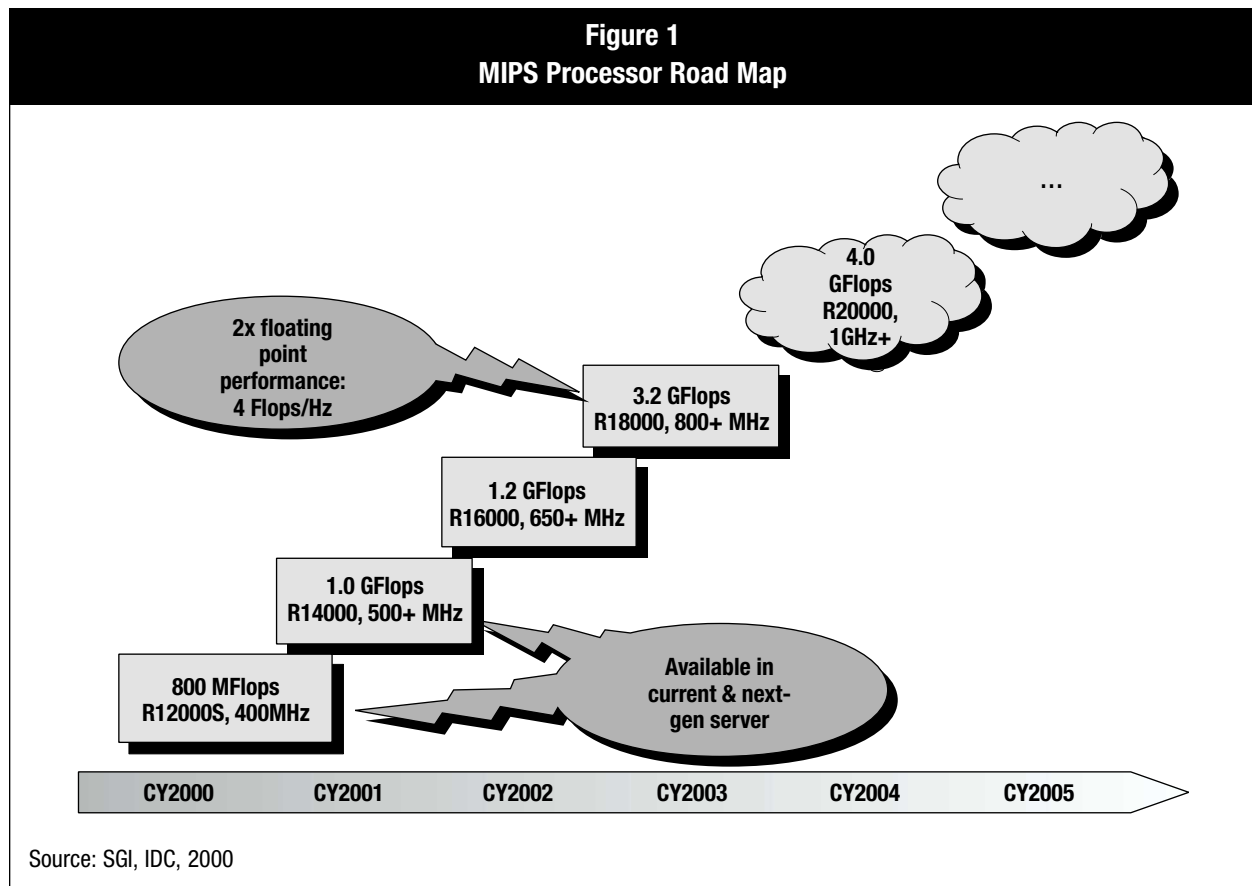 Figure 1
MIPS Processor Road Map
...
4.0
GFlops
R20000,
1GHz+
2x floating
point
performance:
4 Flops/Hz
3.2 GFlops
R18000, 800+ MHz
1.2 GFlops
R16000, 650+ MHz
1.0 GFlops
R14000, 500+ MHz
Available in
current & next-
gen server
800 MFlops
R12000S, 400MHz
CY2000 CY2001 CY2002 CY2003 CY2004 CY2005
Source: SGI, IDC, 2000